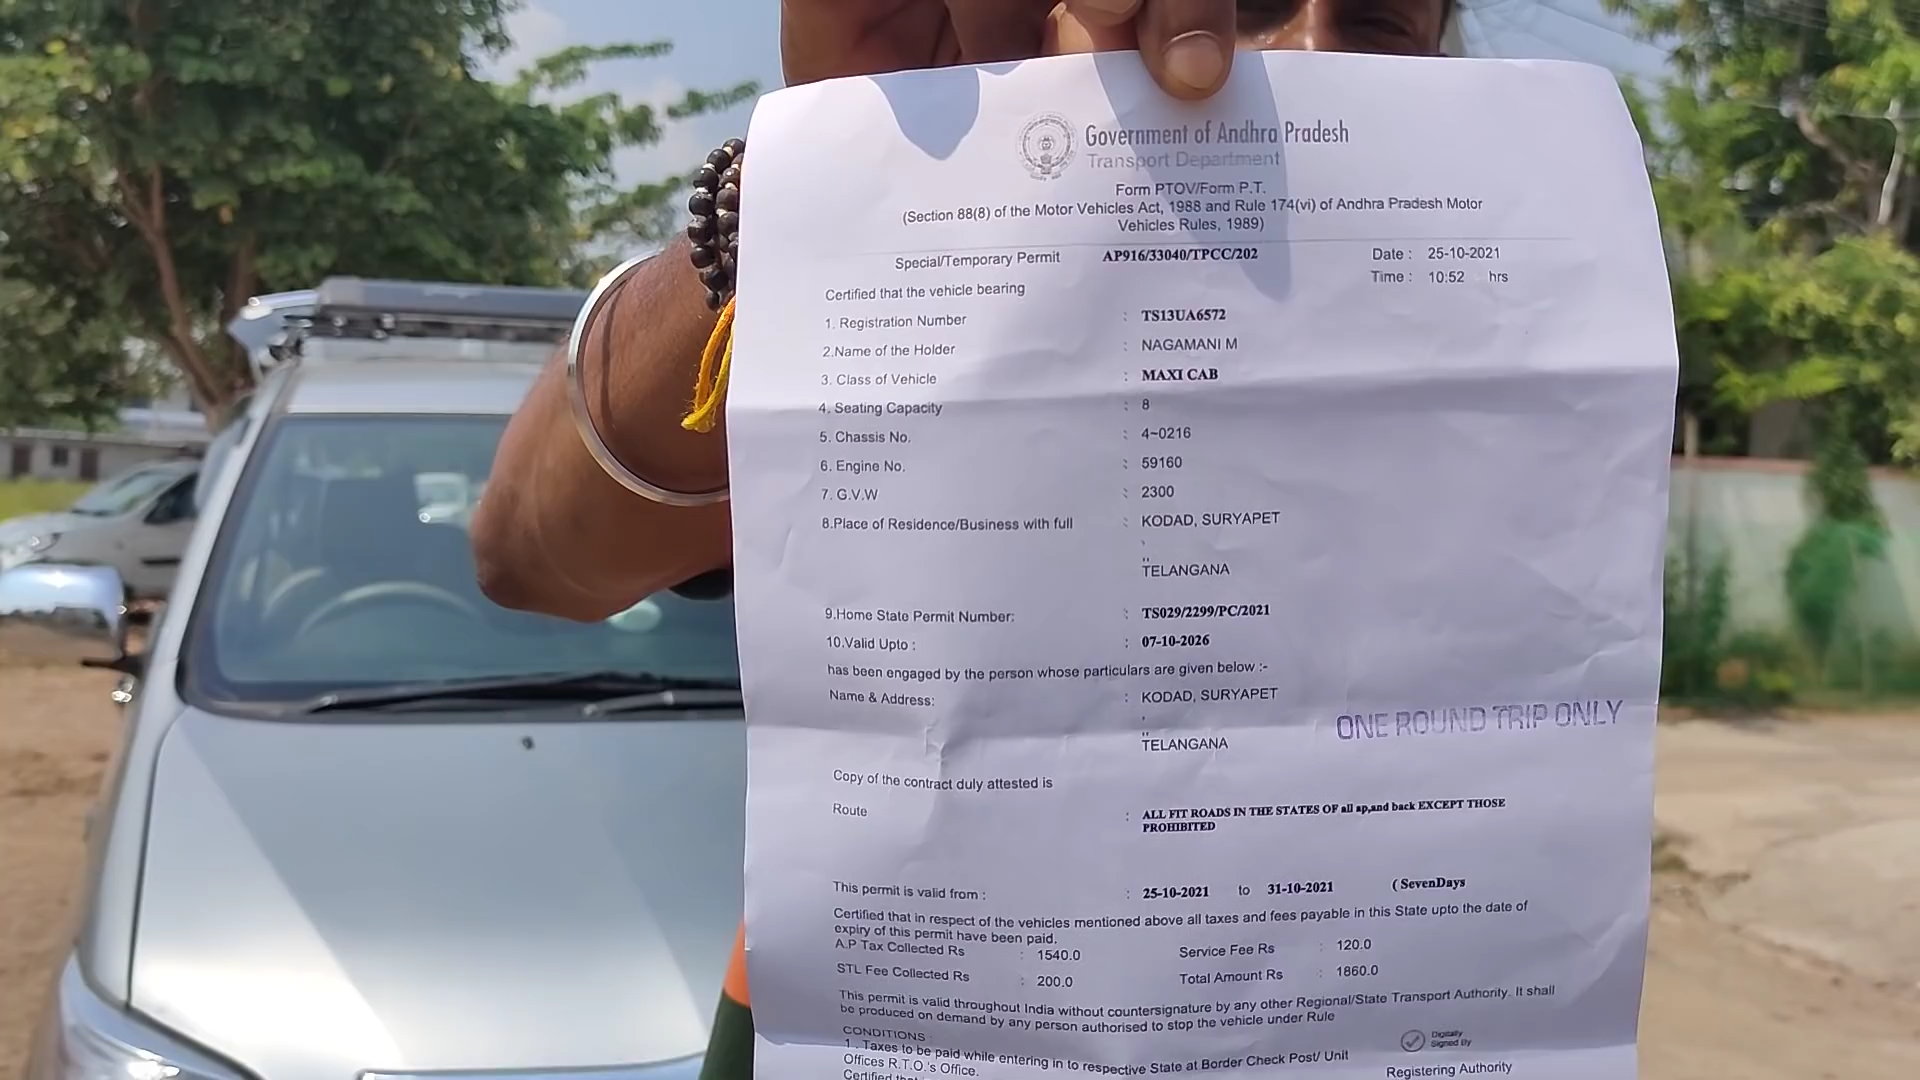 Government of Andhra Pradesh
Transport Department
Form PTOV/Form P.T.
(Section 88(8) of the Motor Vehicles Act, 1988 and Rule 174(vi) of Andhra Pradesh Motor
Vehicles Rules, 1989)
Special/Temporary Permit AP916/33040/TPCC/202 Date : 25-10-2021
Time : 10:52 hrs
Certified that the vehicle bearing
1. Registration Number : TS13UA6572
2.Name of the Holder : NAGAMANI M
3. Class of Vehicle : MAXI CAB
4. Seating Capacity : 8
5. Chassis No. : 4~0216
6. Engine No. : 59160
7. G.V.W : 2300
8.Place of Residence/Business with full : KODAD, SURYAPET
,
,,
TELANGANA
9.Home State Permit Number: : TS029/2299/PC/2021
10.Valid Upto : : 07-10-2026
has been engaged by the person whose particulars are given below :-
Name & Address: : KODAD, SURYAPET
,
,,
TELANGANA
ONE ROUND TRIP ONLY
Copy of the contract duly attested is
Route : ALL FIT ROADS IN THE STATES OF all ap,and back EXCEPT THOSE
PROHIBITED
This permit is valid from : : 25-10-2021 to 31-10-2021 ( SevenDays
Certified that in respect of the vehicles mentioned above all taxes and fees payable in this State upto the date of
expiry of this permit have been paid.
A.P Tax Collected Rs : 1540.0 Service Fee Rs : 120.0
STL Fee Collected Rs : 200.0 Total Amount Rs : 1860.0
This permit is valid throughout India without countersignature by any other Regional/State Transport Authority. It shall
be produced on demand by any person authorised to stop the vehicle under Rule
CONDITIONS :
1 . Taxes to be paid while entering in to respective State at Border Check Post/ Unit
Offices R.T.O.'s Office.
Digitally
Signed By
Registering Authority
Certified